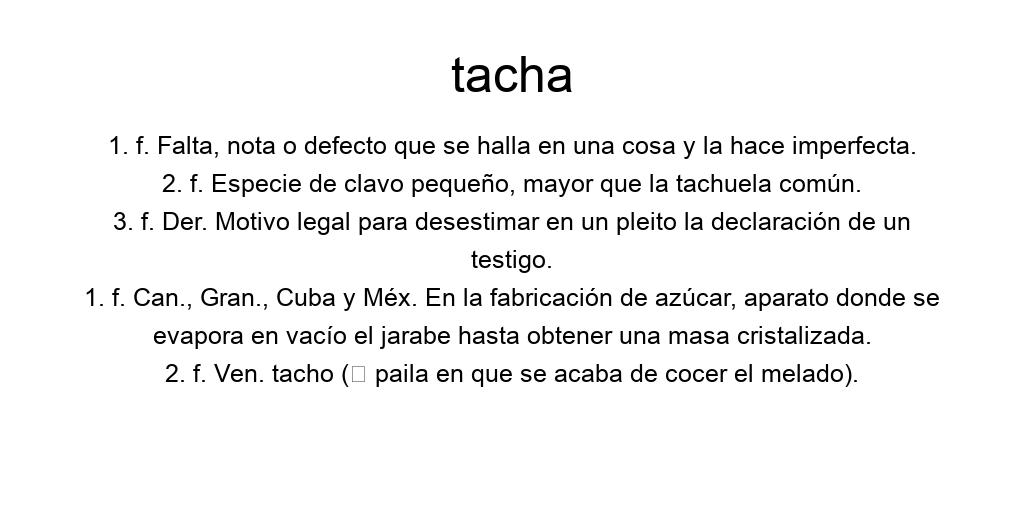 tacha
1. f. Falta, nota o defecto que se halla en una cosa y la hace imperfecta.
2. f. Especie de clavo pequeño, mayor que la tachuela común.
3. f. Der. Motivo legal para desestimar en un pleito la declaración de un
testigo.
1. f. Can., Gran., Cuba y Méx. En la fabricación de azúcar, aparato donde se
evapora en vacío el jarabe hasta obtener una masa cristalizada.
2. f. Ven. tacho (□ paila en que se acaba de cocer el melado).